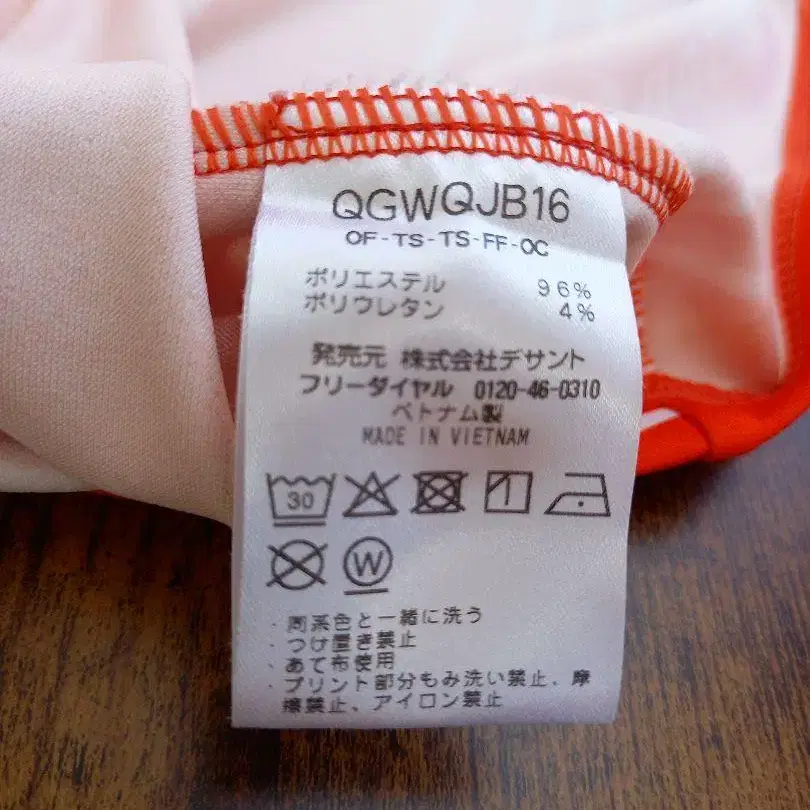 QGWQJB16
OF-TS-TS-FF-OC
ポリエステル 96%
ポリウレタン 4%
発売元 株式会社デサント
フリーダイヤル 0120-46-0310
ベトナム製
MADE IN VIETNAM
30
W
・同系色と一緒に洗う
・つけ置き禁止
・あて布使用
・プリント部分もみ洗い禁止、摩
擦禁止、アイロン禁止